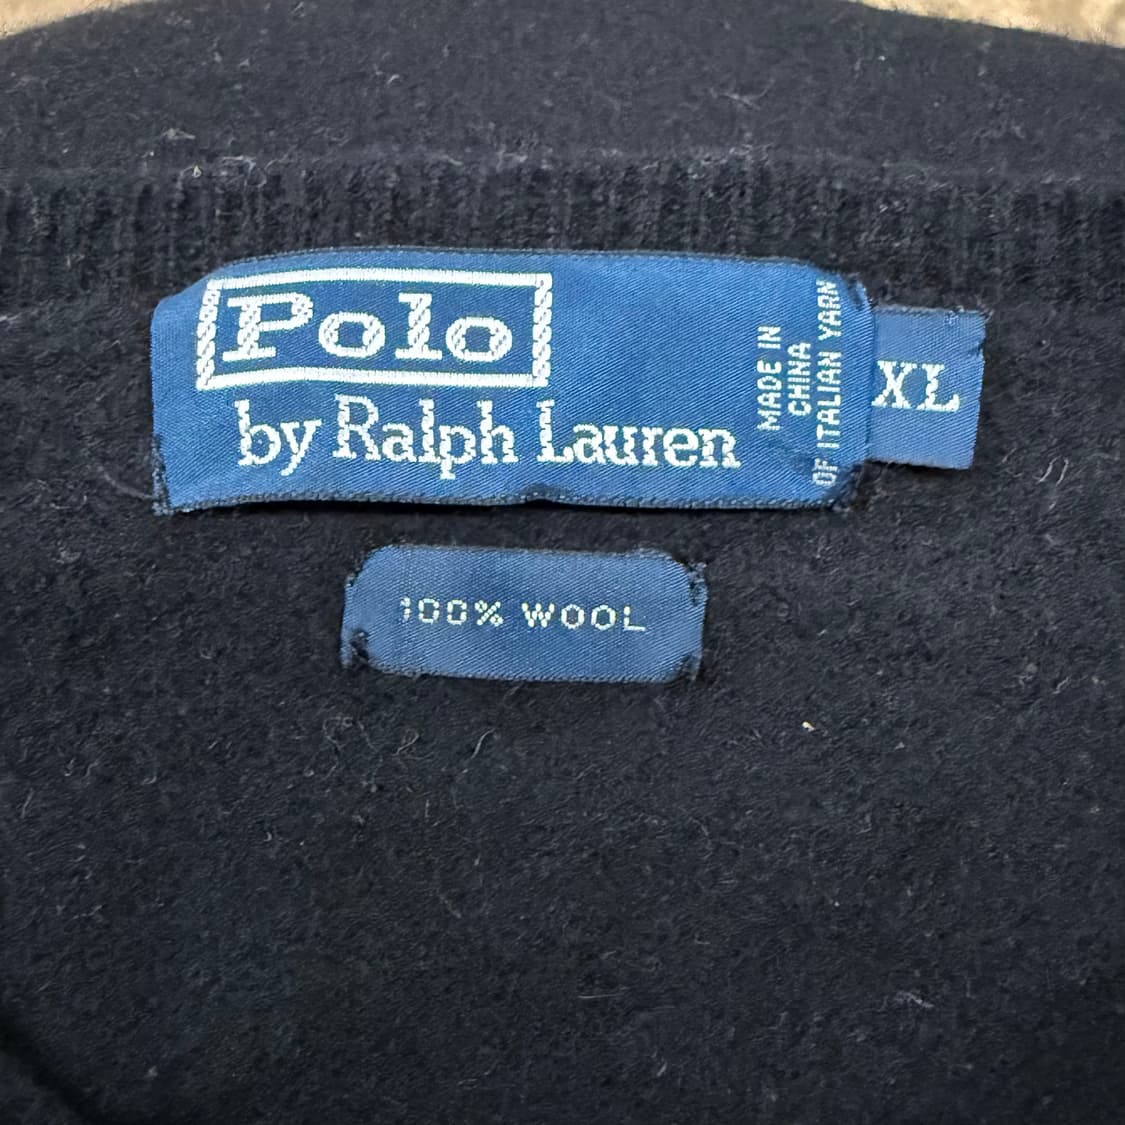 Polo
by Ralph Lauren
MADE IN
CHINA
OF ITALIAN YARN
XL
100% WOOL